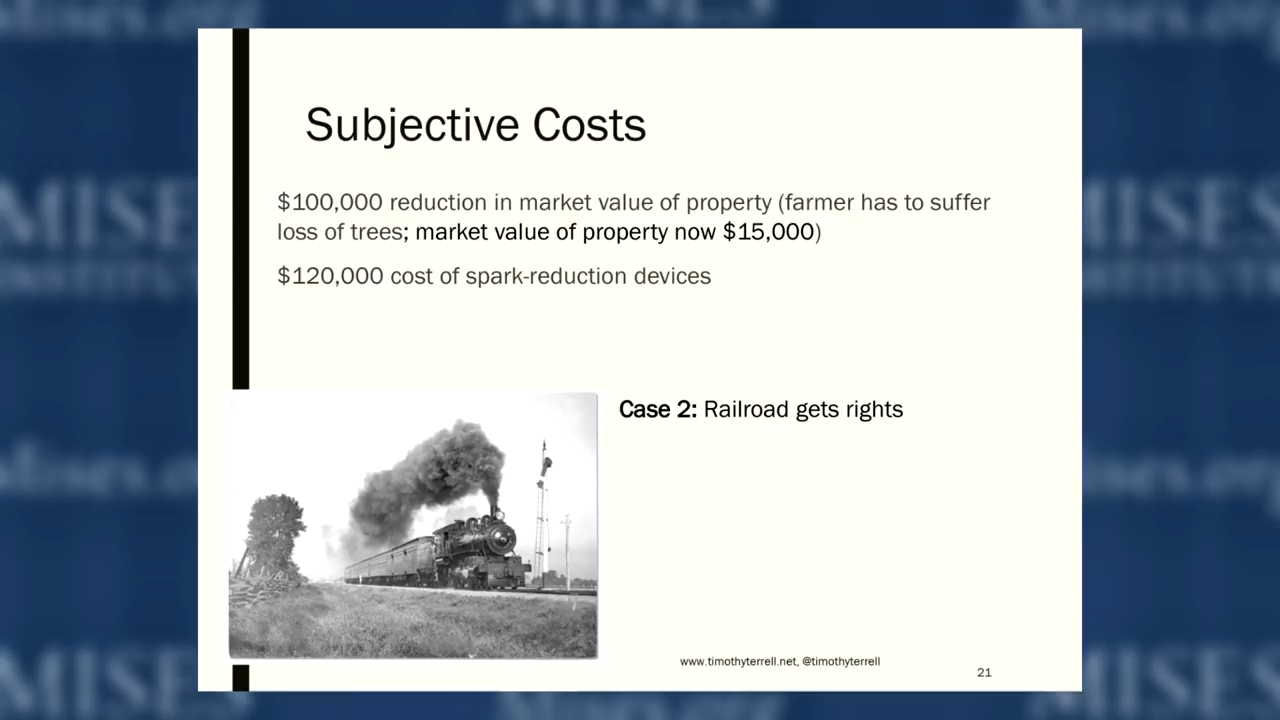 Subjective Costs
$100,000 reduction in market value of property (farmer has to suffer
loss of trees; market value of property now $15,000)
$120,000 cost of spark-reduction devices
Case 2: Railroad gets rights
www.timothyterrell.net, @timothyterrell
21